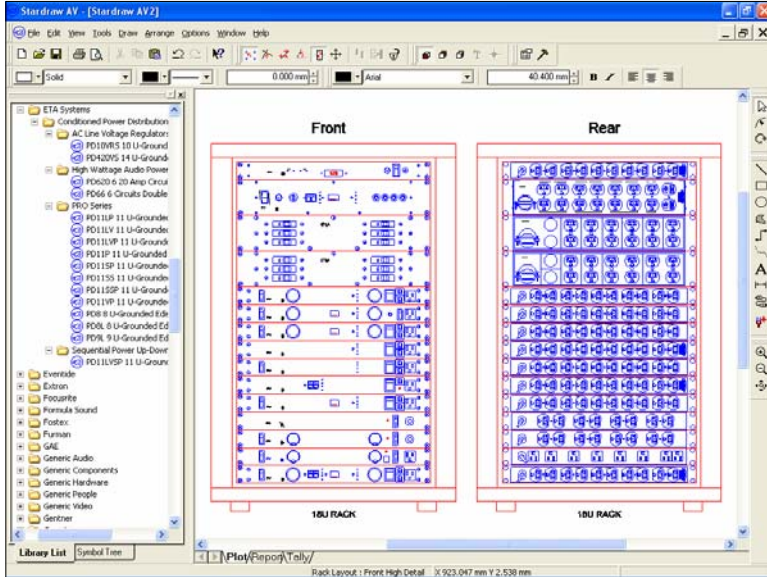 Stardraw AV - [Stardraw AV2]
File Edit View Tools Draw Arrange Options Window Help
Solid
0.000 mm
Arial
40.400 mm
B I
ETA Systems
Conditioned Power Distribution
AC Line Voltage Regulators
PD10VRS 10 U-Ground
PD420VS 14 U-Grounde
High Wattage Audio Power
PD620 6 20 Amp Circui
PD66 6 Circuits Double
PRO Series
PD11LP 11 U-Grounde
PD11LV 11 U-Grounde
PD11LVP 11 U-Ground
PD11P 11 U-Grounded
PD11SP 11 U-Grounde
PD11SS 11 U-Grounde
PD11SSP 11 U-Ground
PD11VP 11 U-Grounde
PD8 8 U-Grounded Ede
PD8L 8 U-Grounded Ed
PD9L 9 U-Grounded Ed
Sequential Power Up-Down
PD11LVSP 11 U-Groun
Eventide
Extron
Focusrite
Formula Sound
Fostex
Furman
GAE
Generic Audio
Generic Components
Generic Hardware
Generic People
Generic Video
Gentner
Library List
Symbol Tree
Front
Rear
18U RACK
18U RACK
Plot/Report/Tally/
Rack Layout : Front High Detail X 923.047 mm Y 2.538 mm